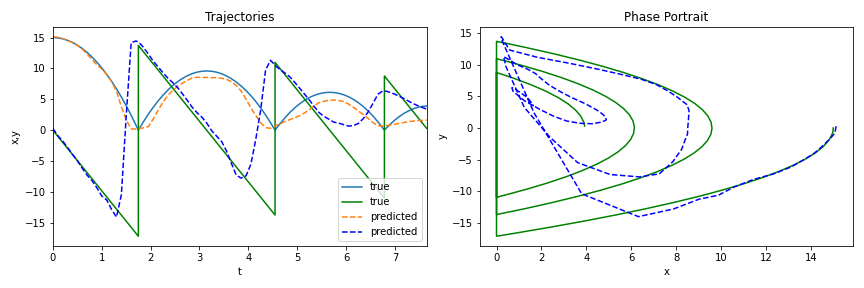 Trajectories
x,y
15
10
5
0
−5
−10
−15
0 1 2 3 4 5 6 7
t
true
true
predicted
predicted
Phase Portrait
y
15
10
5
0
−5
−10
−15
0 2 4 6 8 10 12 14
x